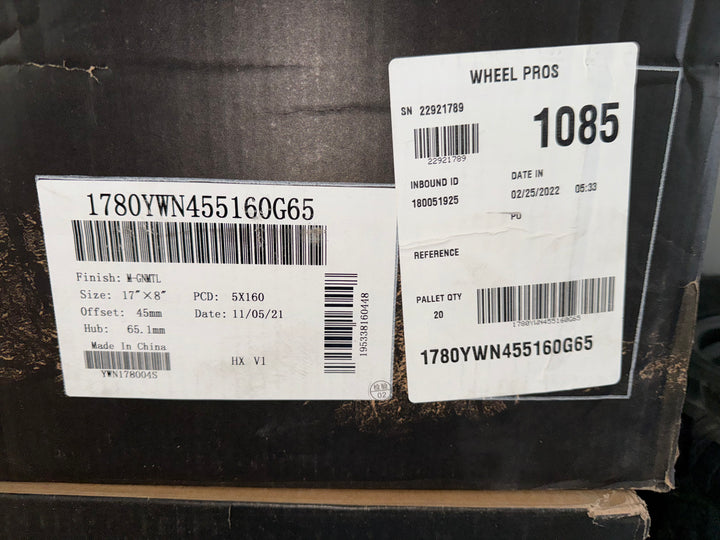 1780YWN455160G65
Finish: M-GNMTL
Size: 17"×8" PCD: 5X160
Offset: 45mm Date: 11/05/21
Hub: 65.1mm
Made In China
YWN178004S
HX V1
195338160448
检验
02
WHEEL PROS
SN 22921789
1085
22921789
INBOUND ID DATE IN
180051925 02/25/2022 05:33
PO
REFERENCE
PALLET QTY
20
1780YWN455160G65
1780YWN455160G65